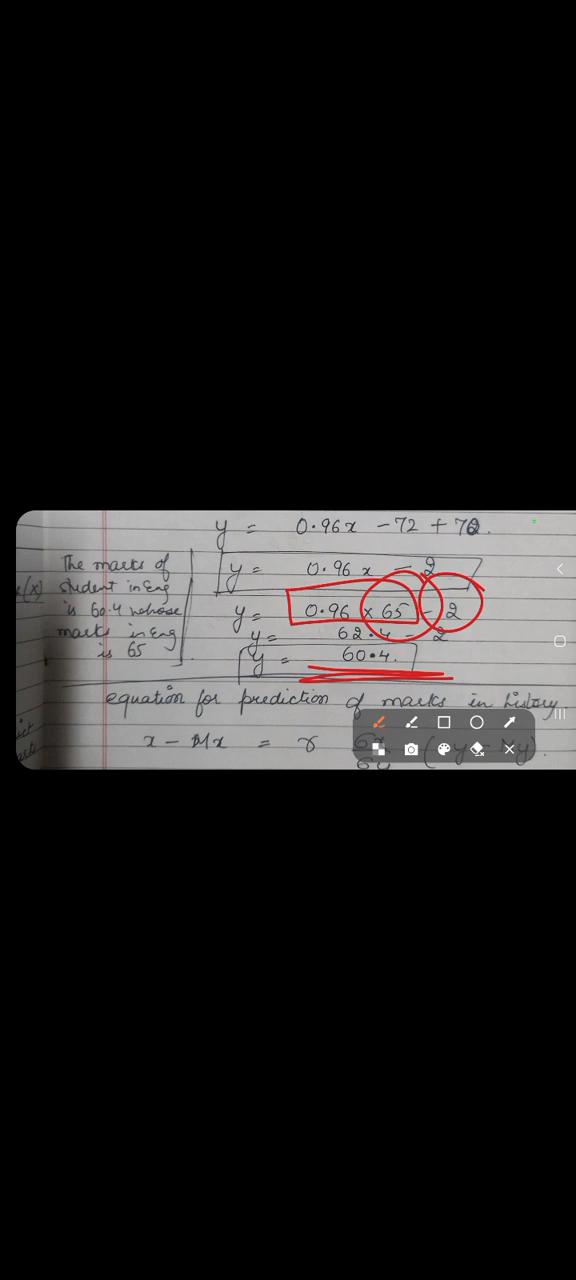 y = 0.96x - 72 + 70.
y = 0.96 x - 2
The marks of
(x) student in Eng
is 60.4 whose
marks in Eng
is 65
y = 0.96 x 65 - 2
y = 62.4 - 2
y = 60.4.
equation for prediction of marks in history
x - Mx = r (y - My).